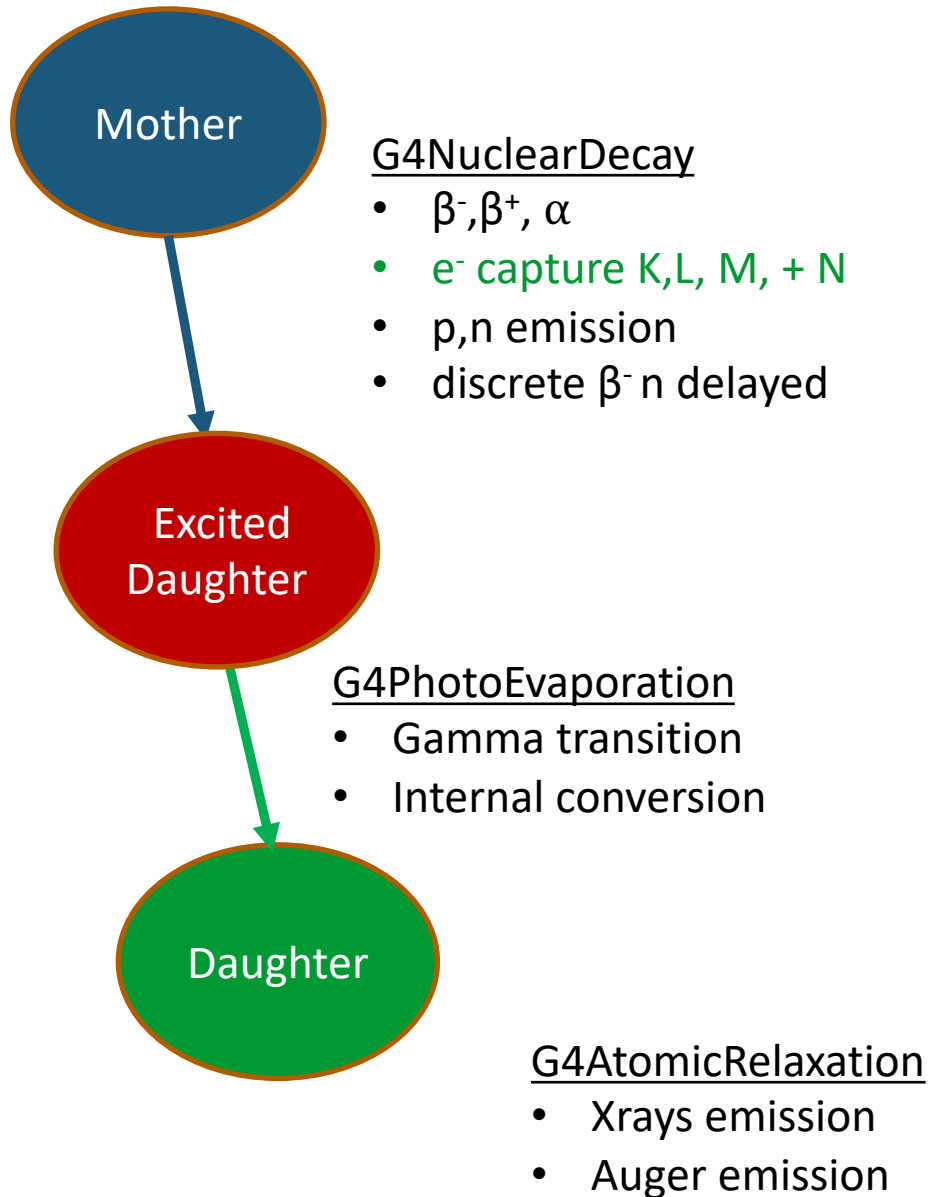 Mother
G4NuclearDecay
• β⁻,β⁺, α
• e⁻ capture K,L, M, + N
• p,n emission
• discrete β⁻ n delayed
Excited
Daughter
G4PhotoEvaporation
• Gamma transition
• Internal conversion
Daughter
G4AtomicRelaxation
• Xrays emission
• Auger emission